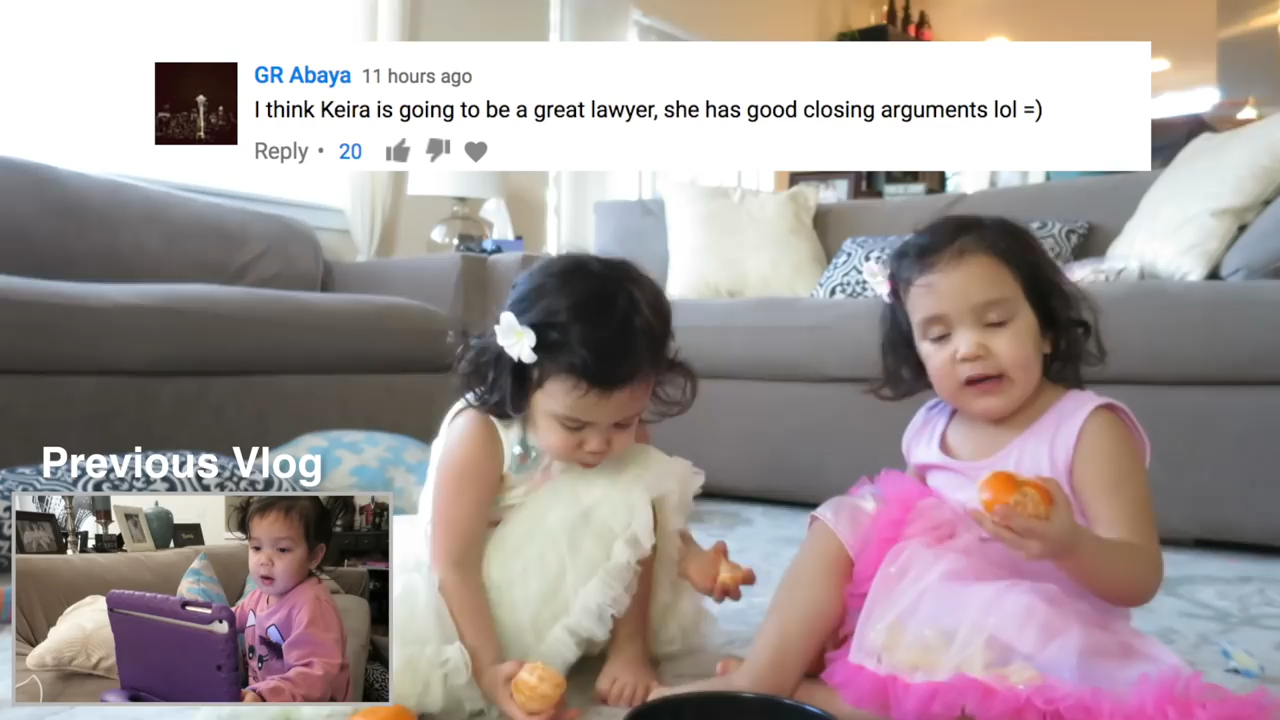 GR Abaya 11 hours ago
I think Keira is going to be a great lawyer, she has good closing arguments lol =)
Reply • 20
Previous Vlog